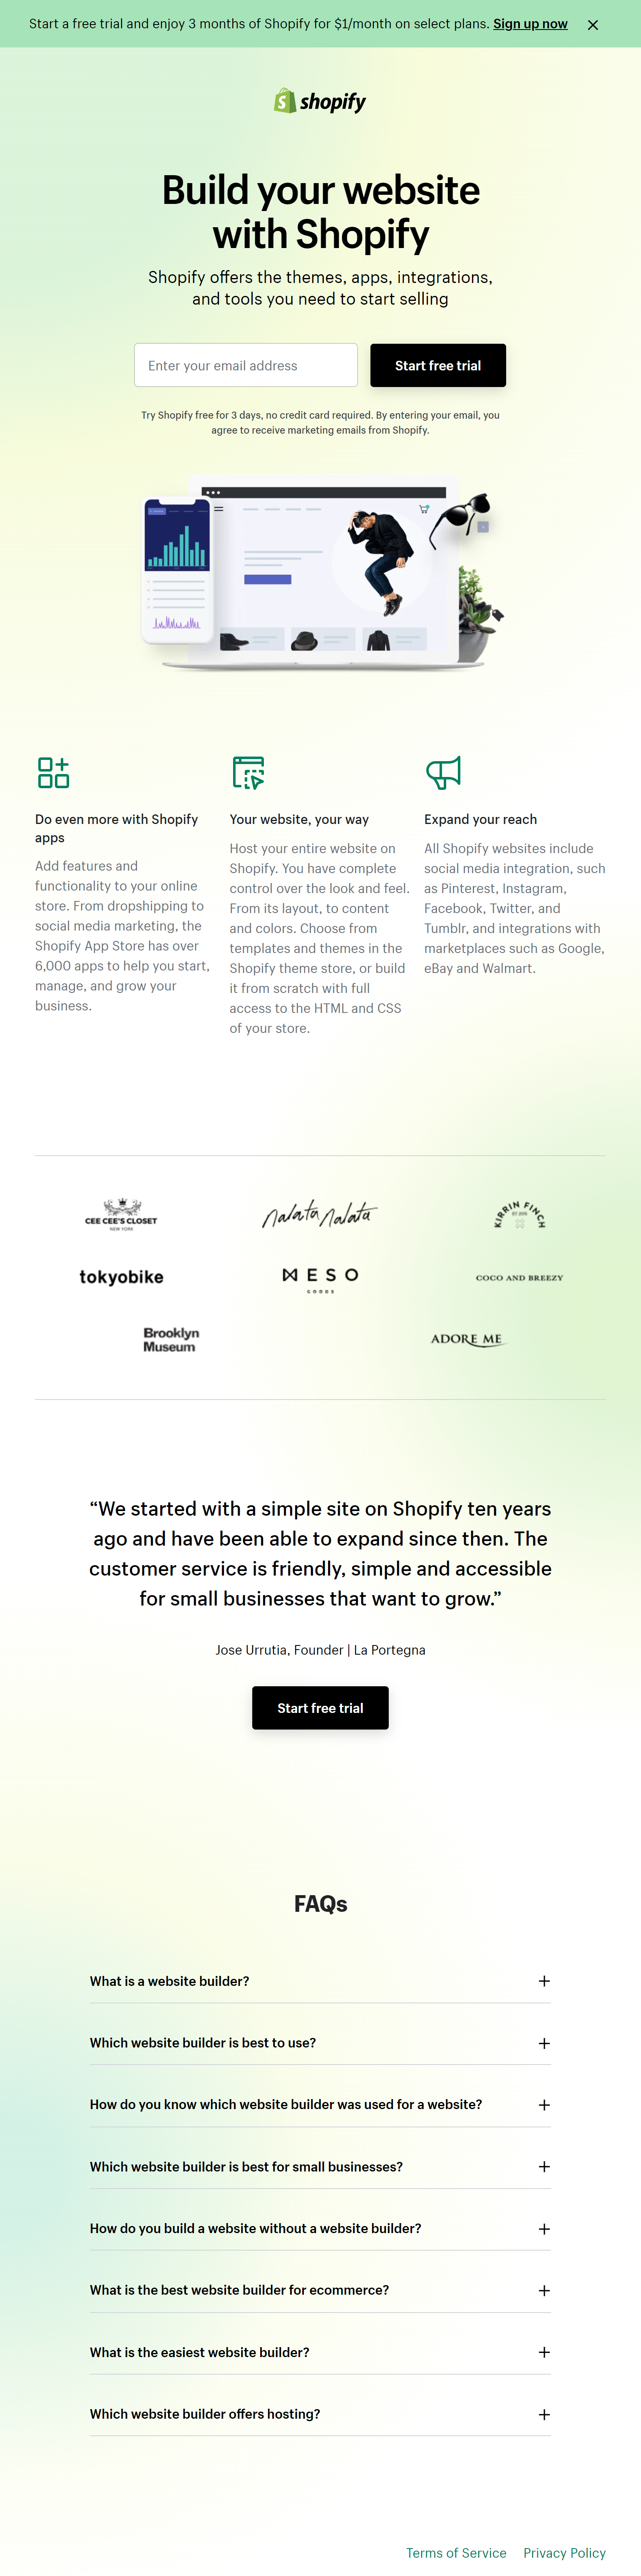 Start a free trial and enjoy 3 months of Shopify for $1/month on select plans. Sign up now
shopify
Build your website
with Shopify
Shopify offers the themes, apps, integrations,
and tools you need to start selling
Enter your email address
Start free trial
Try Shopify free for 3 days, no credit card required. By entering your email, you
agree to receive marketing emails from Shopify.
Do even more with Shopify
apps
Add features and
functionality to your online
store. From dropshipping to
social media marketing, the
Shopify App Store has over
6,000 apps to help you start,
manage, and grow your
business.
Your website, your way
Host your entire website on
Shopify. You have complete
control over the look and feel.
From its layout, to content
and colors. Choose from
templates and themes in the
Shopify theme store, or build
it from scratch with full
access to the HTML and CSS
of your store.
Expand your reach
All Shopify websites include
social media integration, such
as Pinterest, Instagram,
Facebook, Twitter, and
Tumblr, and integrations with
marketplaces such as Google,
eBay and Walmart.
CEE CEE'S CLOSET
NEW YORK
nalata nalata
KIRRIN FINCH
EST 2015
tokyobike
MESO
GOODS
COCO AND BREEZY
Brooklyn
Museum
ADORE ME
“We started with a simple site on Shopify ten years
ago and have been able to expand since then. The
customer service is friendly, simple and accessible
for small businesses that want to grow.”
Jose Urrutia, Founder | La Portegna
Start free trial
FAQs
What is a website builder?
Which website builder is best to use?
How do you know which website builder was used for a website?
Which website builder is best for small businesses?
How do you build a website without a website builder?
What is the best website builder for ecommerce?
What is the easiest website builder?
Which website builder offers hosting?
Terms of Service
Privacy Policy